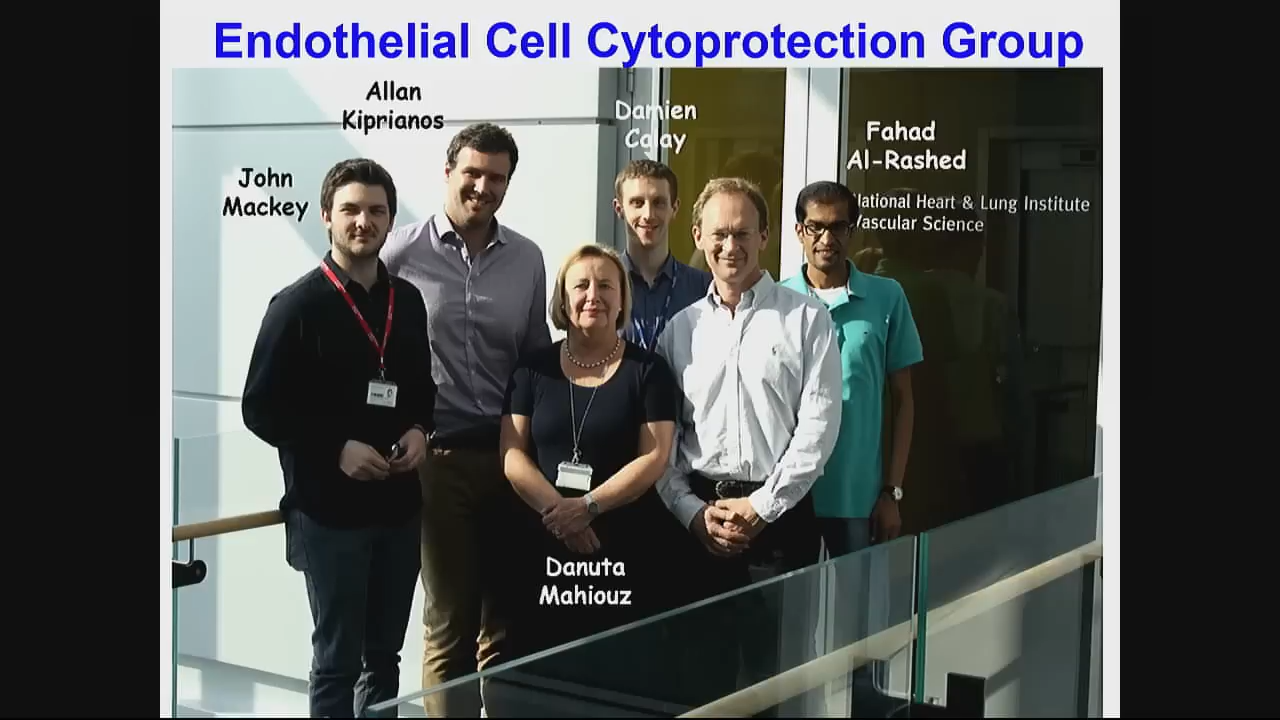 Endothelial Cell Cytoprotection Group
Allan
Kiprianos
Damien
Calay
Fahad
Al-Rashed
John
Mackey
National Heart & Lung Institute
Vascular Science
Danuta
Mahiouz